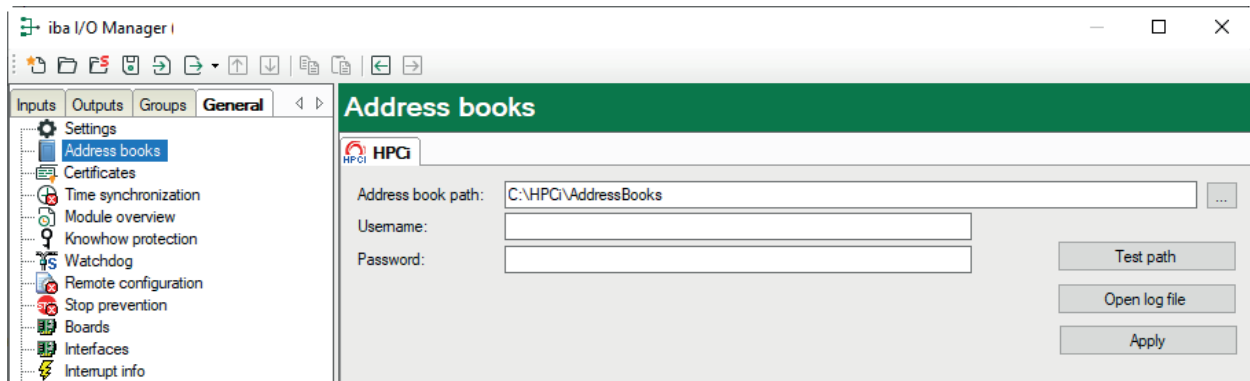 iba I/O Manager (
Inputs Outputs Groups General
Address books
Settings
Address books
Certificates
Time synchronization
Module overview
Knowhow protection
Watchdog
Remote configuration
Stop prevention
Boards
Interfaces
Interrupt info
HPCi HPCi
Address book path: C:\HPCi\AddressBooks ...
Username:
Password:
Test path
Open log file
Apply